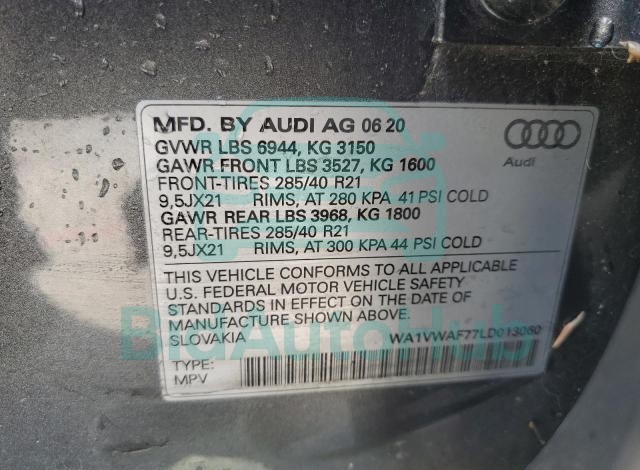 MFD. BY AUDI AG 06 20
GVWR LBS 6944, KG 3150
GAWR FRONT LBS 3527, KG 1600
FRONT-TIRES 285/40 R21
9,5JX21 RIMS, AT 280 KPA 41 PSI COLD
GAWR REAR LBS 3968, KG 1800
REAR-TIRES 285/40 R21
9,5JX21 RIMS, AT 300 KPA 44 PSI COLD
Audi
THIS VEHICLE CONFORMS TO ALL APPLICABLE
U.S. FEDERAL MOTOR VEHICLE SAFETY
STANDARDS IN EFFECT ON THE DATE OF
MANUFACTURE SHOWN ABOVE.
SLOVAKIA WA1VWAF77LD013060
TYPE:
MPV
BidAutoHub